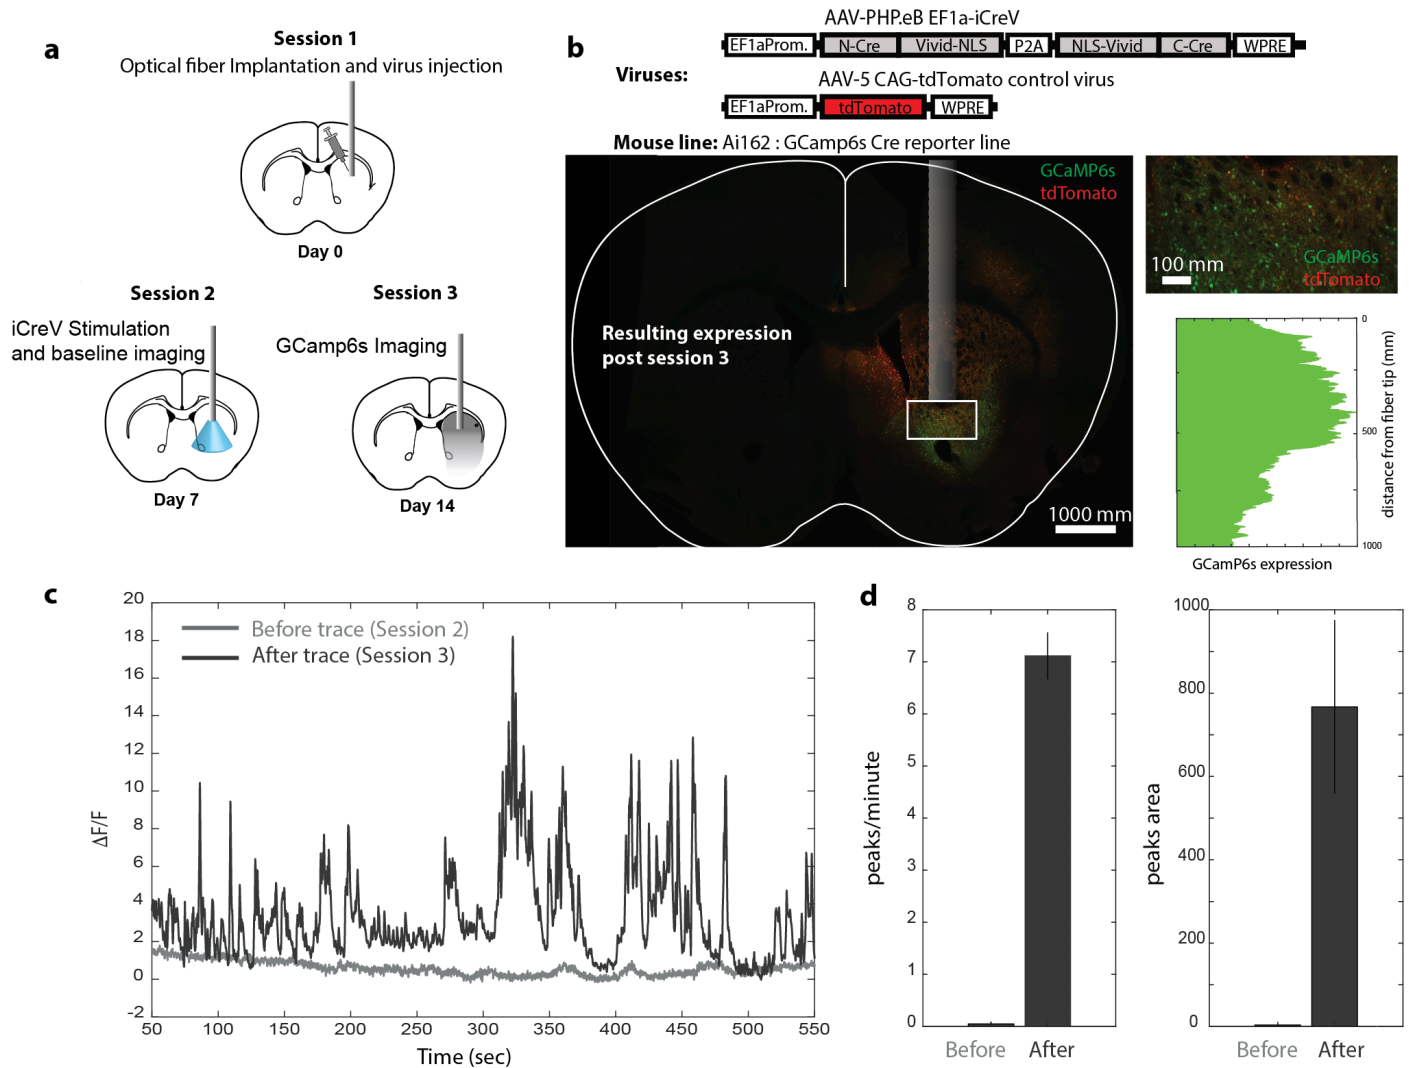 a
Session 1
Optical fiber Implantation and virus injection
Day 0
Session 2
iCreV Stimulation
and baseline imaging
Day 7
Session 3
GCamp6s Imaging
Day 14
b
AAV-PHP.eB EF1a-iCreV
EF1aProm. N-Cre Vivid-NLS P2A NLS-Vivid C-Cre WPRE
Viruses:
AAV-5 CAG-tdTomato control virus
EF1aProm. tdTomato WPRE
Mouse line: Ai162 : GCamp6s Cre reporter line
GCaMP6s
tdTomato
Resulting expression
post session 3
1000 mm
100 mm
GCaMP6s
tdTomato
0
500
1000
distance from fiber tip (mm)
GCamP6s expression
c
20
18
16
14
12
10
8
6
4
2
0
-2
ΔF/F
Before trace (Session 2)
After trace (Session 3)
50 100 150 200 250 300 350 400 450 500 550
Time (sec)
d
8
7
6
5
4
3
2
1
0
peaks/minute
Before After
1000
800
600
400
200
0
peaks area
Before After